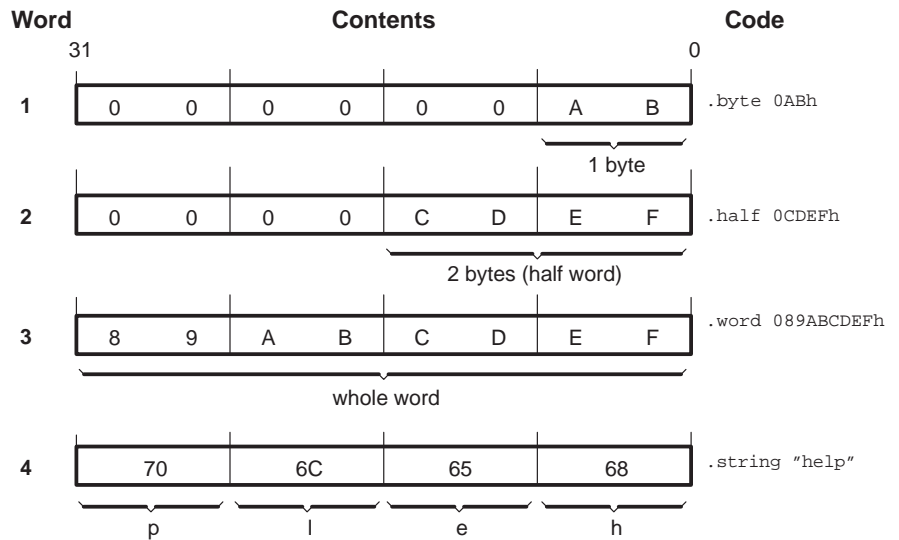 Word Contents Code
31 0
1 0 0 0 0 0 0 A B .byte 0ABh
1 byte
2 0 0 0 0 C D E F .half 0CDEFh
2 bytes (half word)
3 8 9 A B C D E F .word 089ABCDEFh
whole word
4 70 6C 65 68 .string ″help″
p l e h